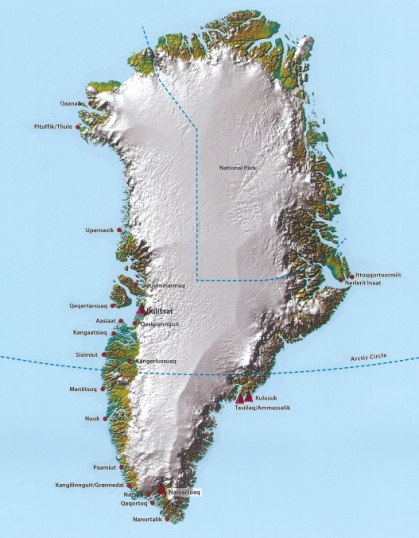 Qaanaaq
Pituffik/Thule
National Park
Upernavik
Uummannaq
Ittoqqortoormiit
Nerlerit Inaat
Qeqertarsuaq
Ilulissat
Aasiaat
Qasigiannguit
Kangaatsiaq
Sisimiut
Kangerlussuaq
Arctic Circle
Maniitsoq
Kulusuk
Tasiilaq/Ammassalik
Nuuk
Paamiut
Kangilinnguit/Grønnedal
Narsaq
Narsarsuaq
Qaqortoq
Nanortalik